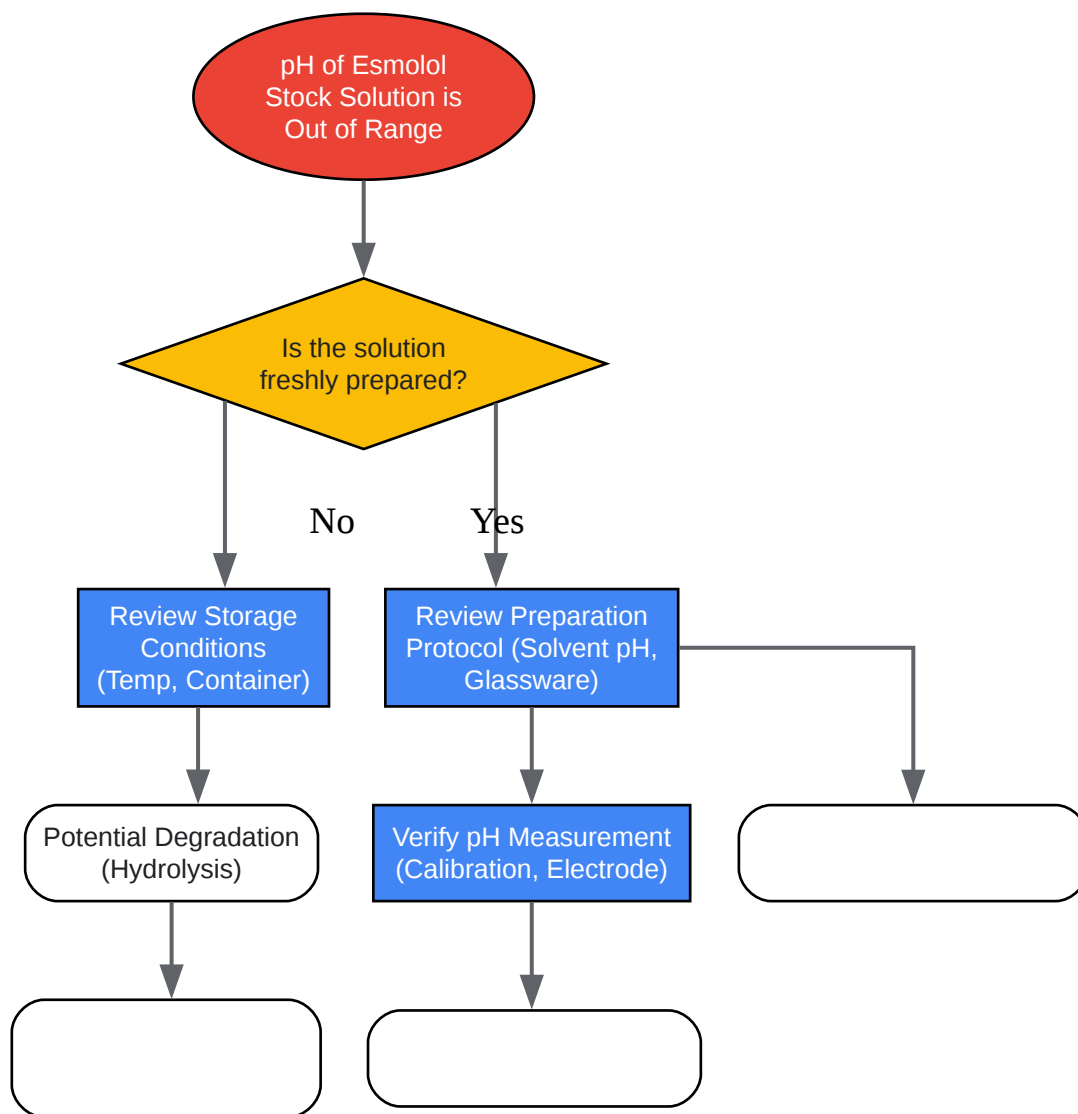 pH of Esmolol
Stock Solution is
Out of Range
Is the solution
freshly prepared?
No
Yes
Review Storage
Conditions
(Temp, Container)
Review Preparation
Protocol (Solvent pH,
Glassware)
Potential Degradation
(Hydrolysis)
Verify pH Measurement
(Calibration, Electrode)